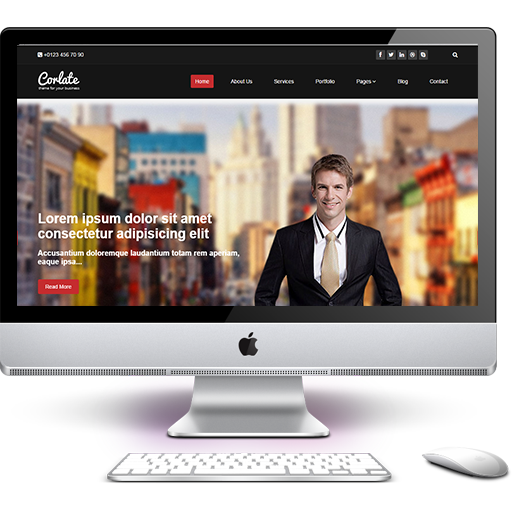 +0123 456 70 90
Corlate
theme for your business
Home About Us Services Portfolio Pages Blog Contact
Lorem ipsum dolor sit amet
consectetur adipisicing elit
Accusantium doloremque laudantium totam rem aperiam,
eaque ipsa...
Read More